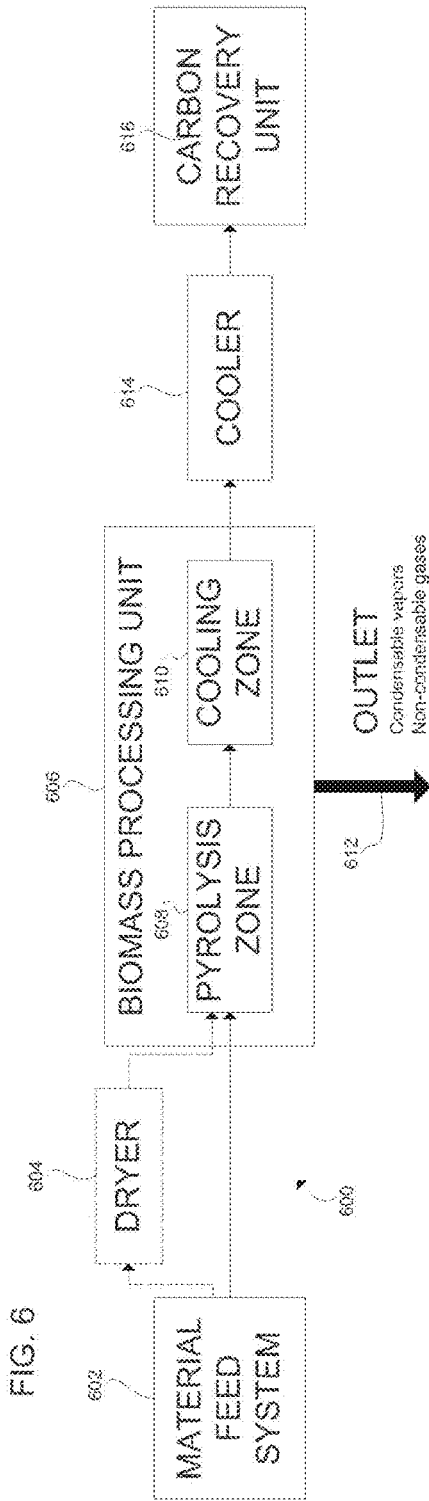 FIG. 6
602
MATERIAL
FEED
SYSTEM
604
DRYER
606
BIOMASS PROCESSING UNIT
608
PYROLYSIS
ZONE
610
COOLING
ZONE
612
OUTLET
Condensable vapors
Non-condensable gases
614
COOLER
616
CARBON
RECOVERY
UNIT
600